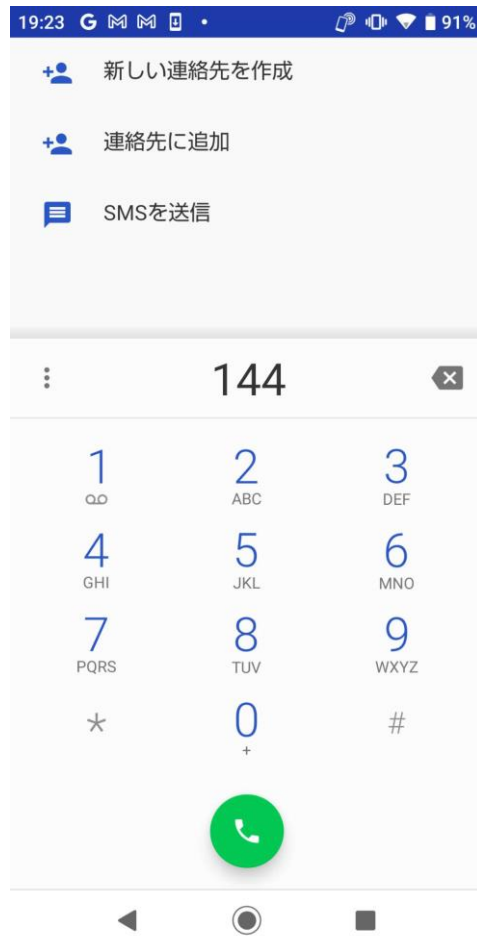 19:23 G 91%
新しい連絡先を作成
連絡先に追加
SMSを送信
144
1 2 3
ABC DEF
4 5 6
GHI JKL MNO
7 8 9
PQRS TUV WXYZ
* 0 #
+